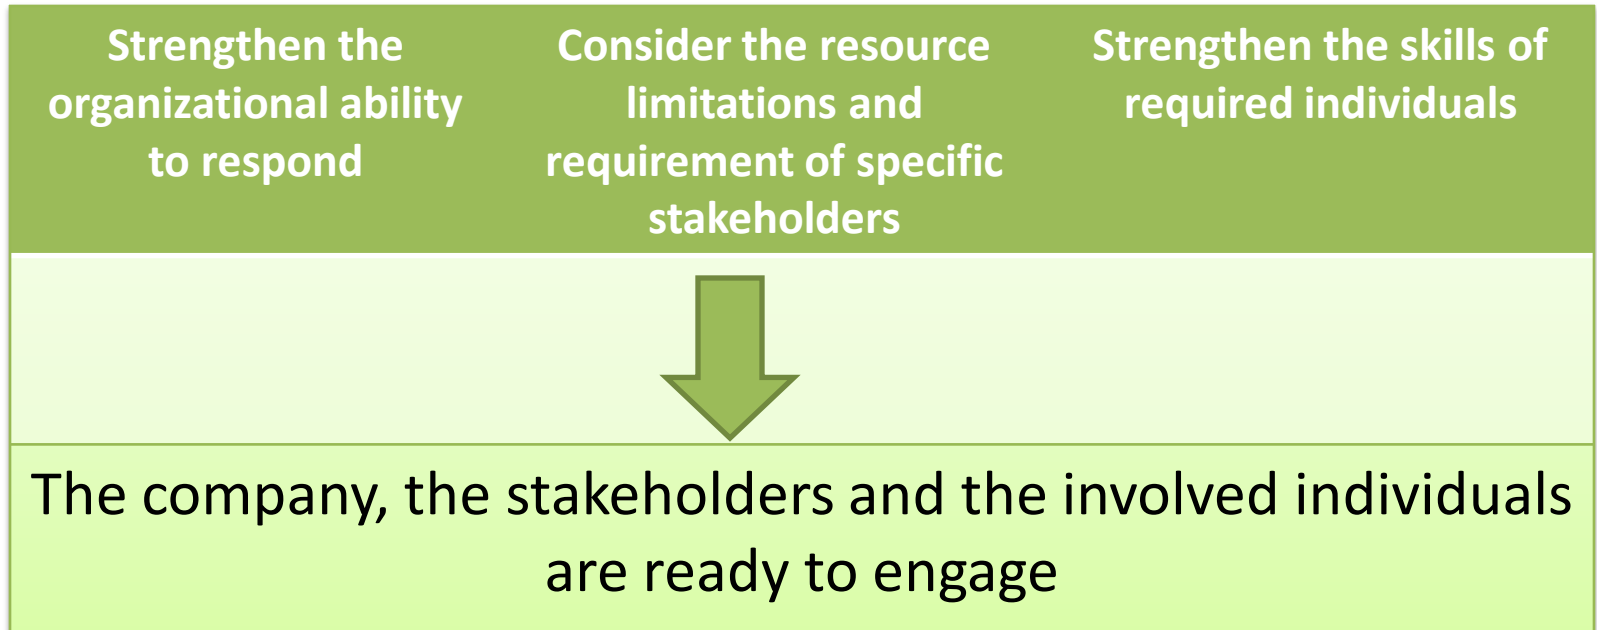 Strengthen the
organizational ability
to respond
Consider the resource
limitations and
requirement of specific
stakeholders
Strengthen the skills of
required individuals
The company, the stakeholders and the involved individuals
are ready to engage